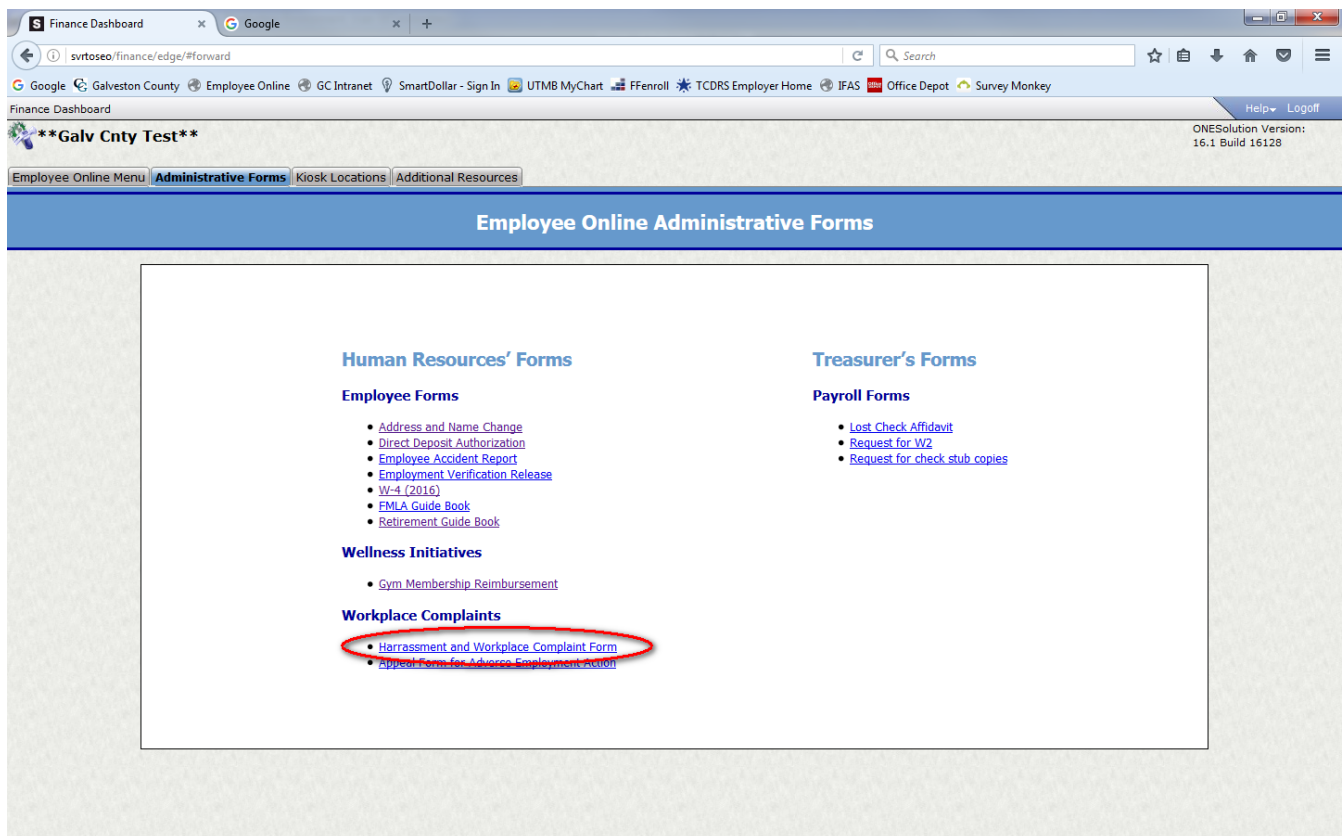 S Finance Dashboard × G Google × +
svrtoseo/finance/edge/#forward Search
Google Galveston County Employee Online GC Intranet SmartDollar - Sign In UTMB MyChart FFenroll TCDRS Employer Home IFAS Office Depot Survey Monkey
Finance Dashboard Help Logoff
**Galv Cnty Test** ONESolution Version:
16.1 Build 16128
Employee Online Menu Administrative Forms Kiosk Locations Additional Resources
Employee Online Administrative Forms
Human Resources' Forms
Employee Forms
Address and Name Change
Direct Deposit Authorization
Employee Accident Report
Employment Verification Release
W-4 (2016)
FMLA Guide Book
Retirement Guide Book
Wellness Initiatives
Gym Membership Reimbursement
Workplace Complaints
Harrassment and Workplace Complaint Form
Appeal Form for Adverse Employment Action
Treasurer's Forms
Payroll Forms
Lost Check Affidavit
Request for W2
Request for check stub copies